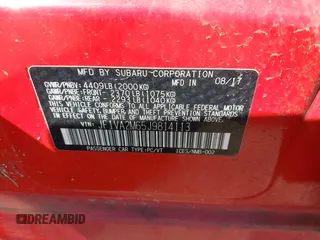 MFD BY SUBARU CORPORATION 08/17
GVWR/PNBV: 4409LB(2000KG)
GAWR/PNBE FRONT- 2370LB(1075KG)
GAWR/PNBE REAR- 2293LB(1040KG)
THIS VEHICLE CONFORMS TO ALL APPLICABLE FEDERAL MOTOR
VEHICLE SAFETY, BUMPER, AND THEFT PREVENTION STANDARDS
IN EFFECT ON THE DATE OF MANUFACTURE SHOWN ABOVE.
VIN: JF1VA2M65J9814113
PASSENGER CAR TYPE:PC/VT ICES/NMB-002
DREAMBID